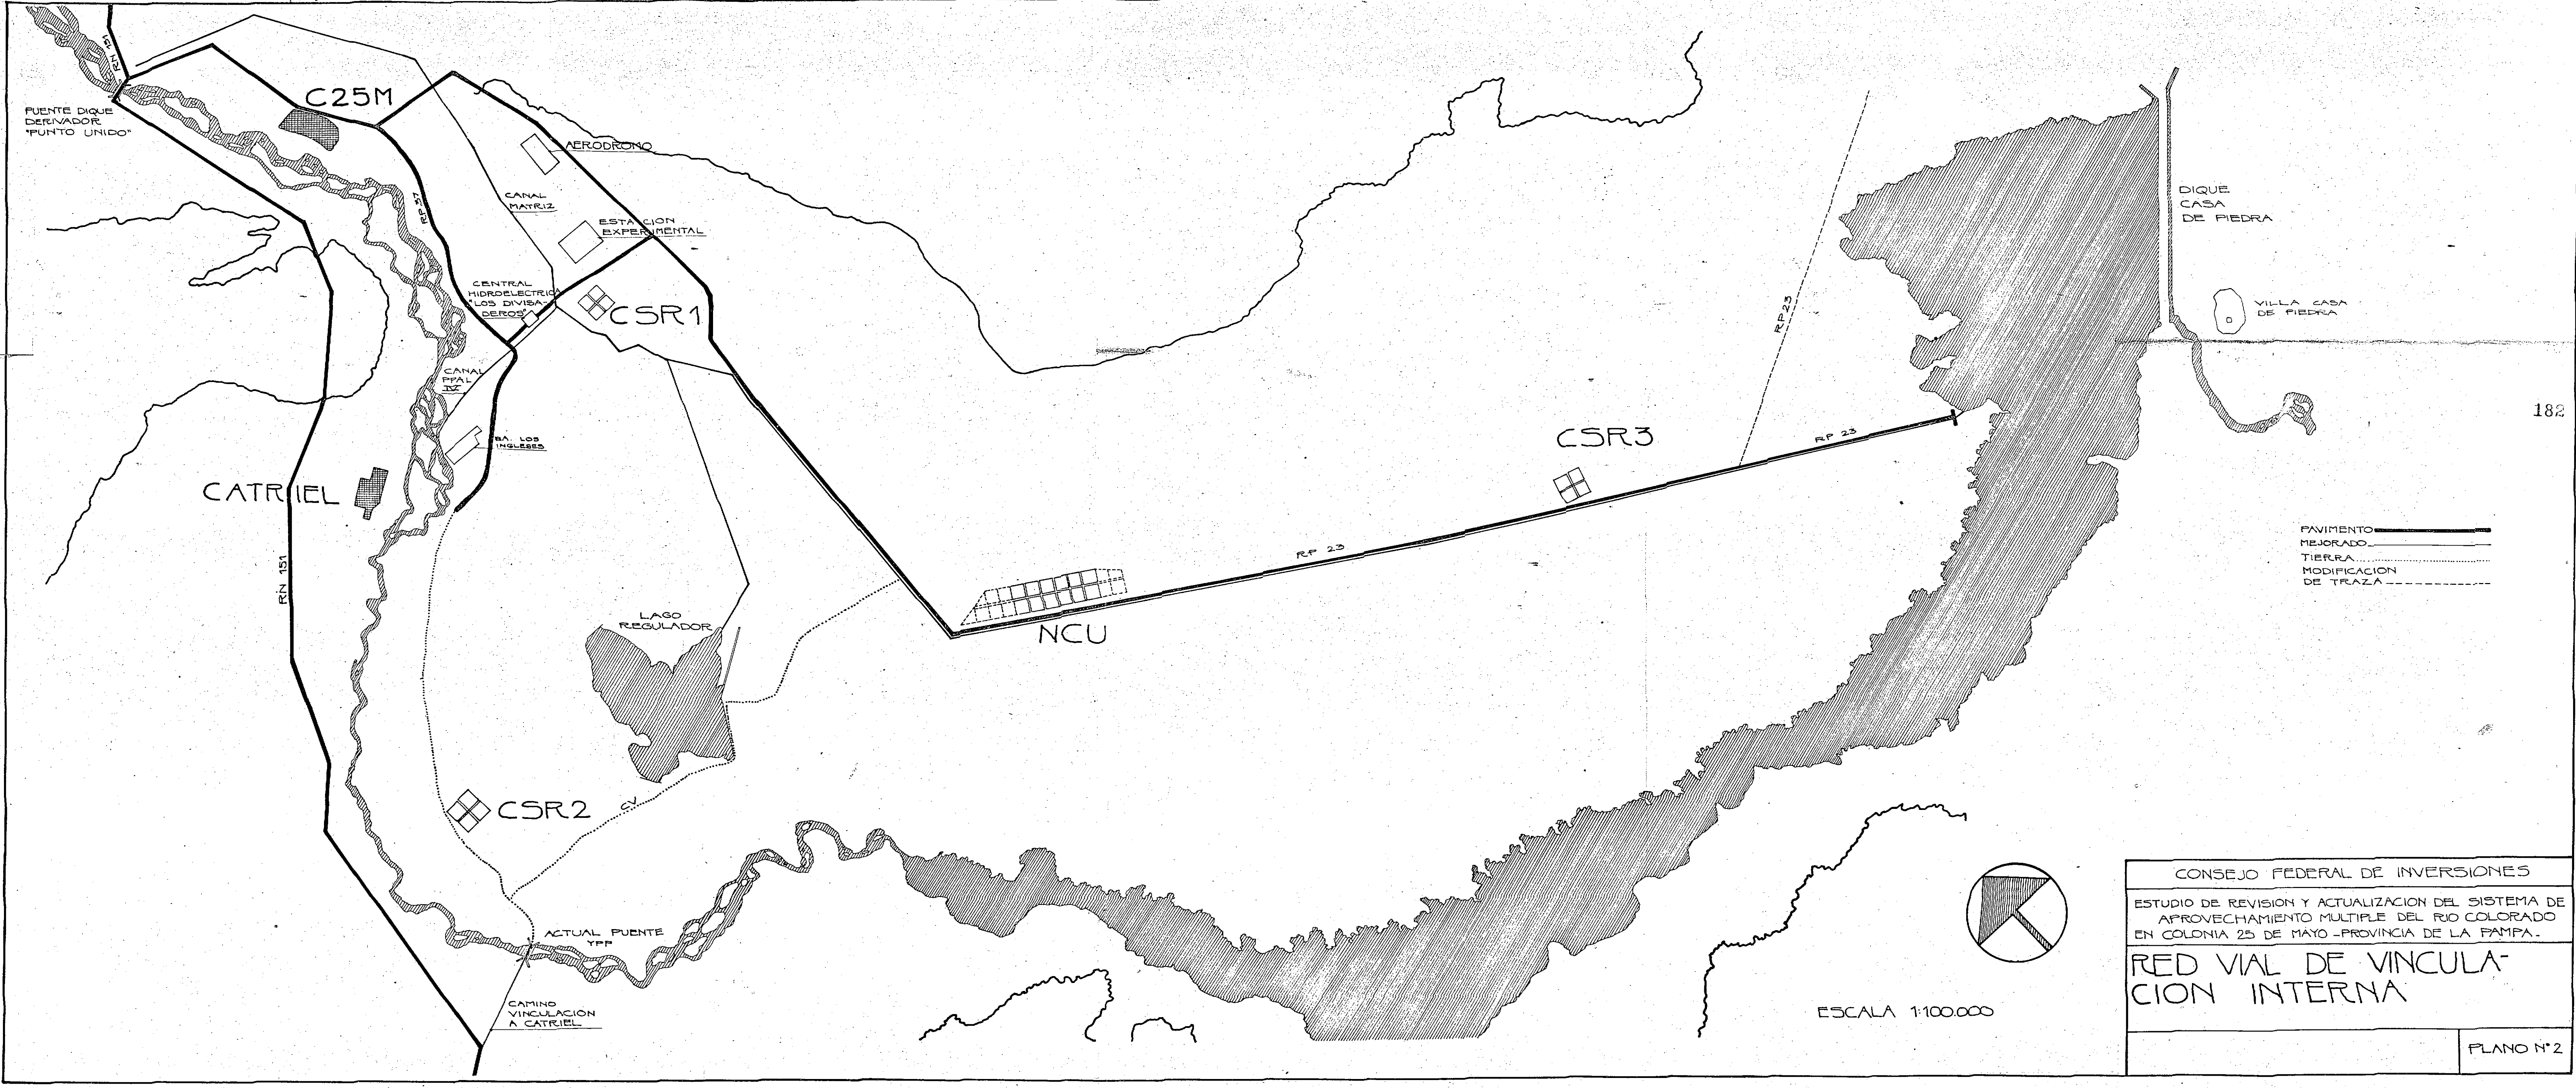 RN 151
PUENTE DIQUE
DERIVADOR
"PUNTO UNIDO"
C25M
AERODROMO
CANAL
MATRIZ
RP 37
ESTACION
EXPERIMENTAL
CENTRAL
HIDROELECTRICA
"LOS DIVISA-
DEROS"
CSR1
CANAL
PPAL
IV
BA. LOS
INGLESES
CATRIEL
RN 151
LAGO
REGULADOR
CSR2
CV
ACTUAL PUENTE
YPF
CAMINO
VINCULACION
A CATRIEL
NCU
RP 23
CSR3
RP 23
RP 23
DIQUE
CASA
DE PIEDRA
VILLA CASA
DE PIEDRA
182
PAVIMENTO
MEJORADO
TIERRA
MODIFICACION
DE TRAZA
ESCALA 1:100.000
CONSEJO FEDERAL DE INVERSIONES
ESTUDIO DE REVISION Y ACTUALIZACION DEL SISTEMA DE
APROVECHAMIENTO MULTIPLE DEL RIO COLORADO
EN COLONIA 25 DE MAYO - PROVINCIA DE LA PAMPA.
RED VIAL DE VINCULA-
CION INTERNA
PLANO Nº 2